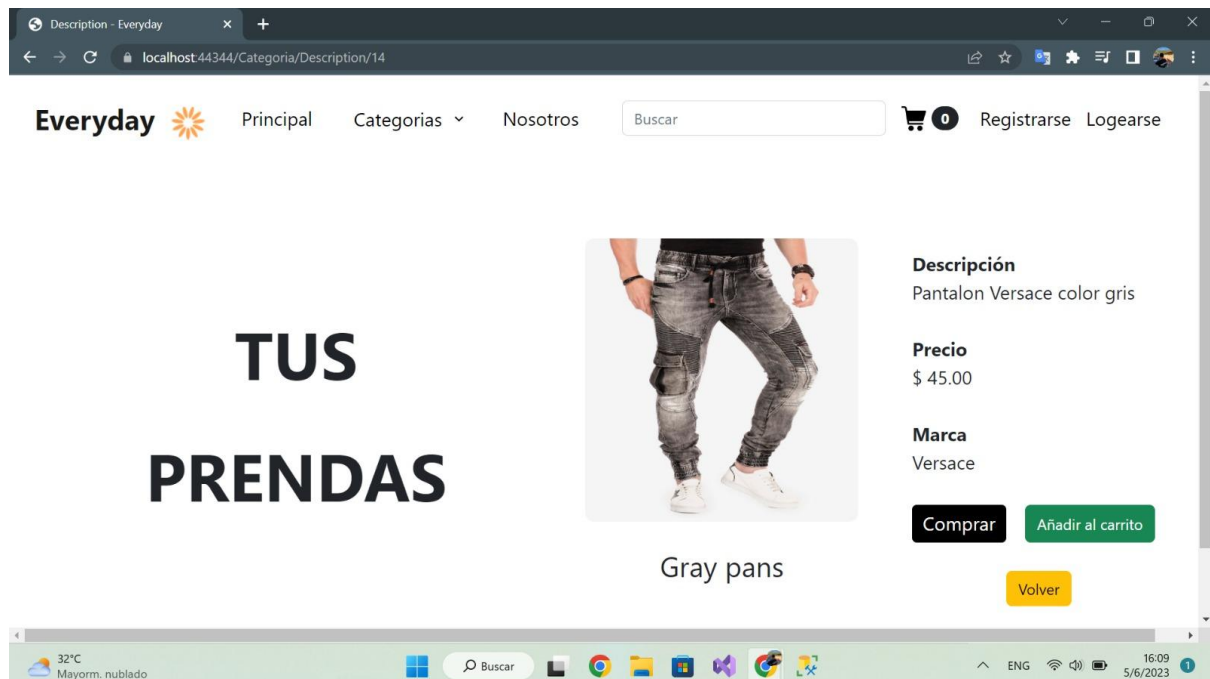 Description - Everyday
localhost:44344/Categoria/Description/14
Everyday Principal Categorias Nosotros Buscar 0 Registrarse Logearse
TUS
PRENDAS
Gray pans
Descripción
Pantalon Versace color gris
Precio
$ 45.00
Marca
Versace
Comprar Añadir al carrito
Volver
32°C
Mayorm. nublado
Buscar
ENG
16:09
5/6/2023
1